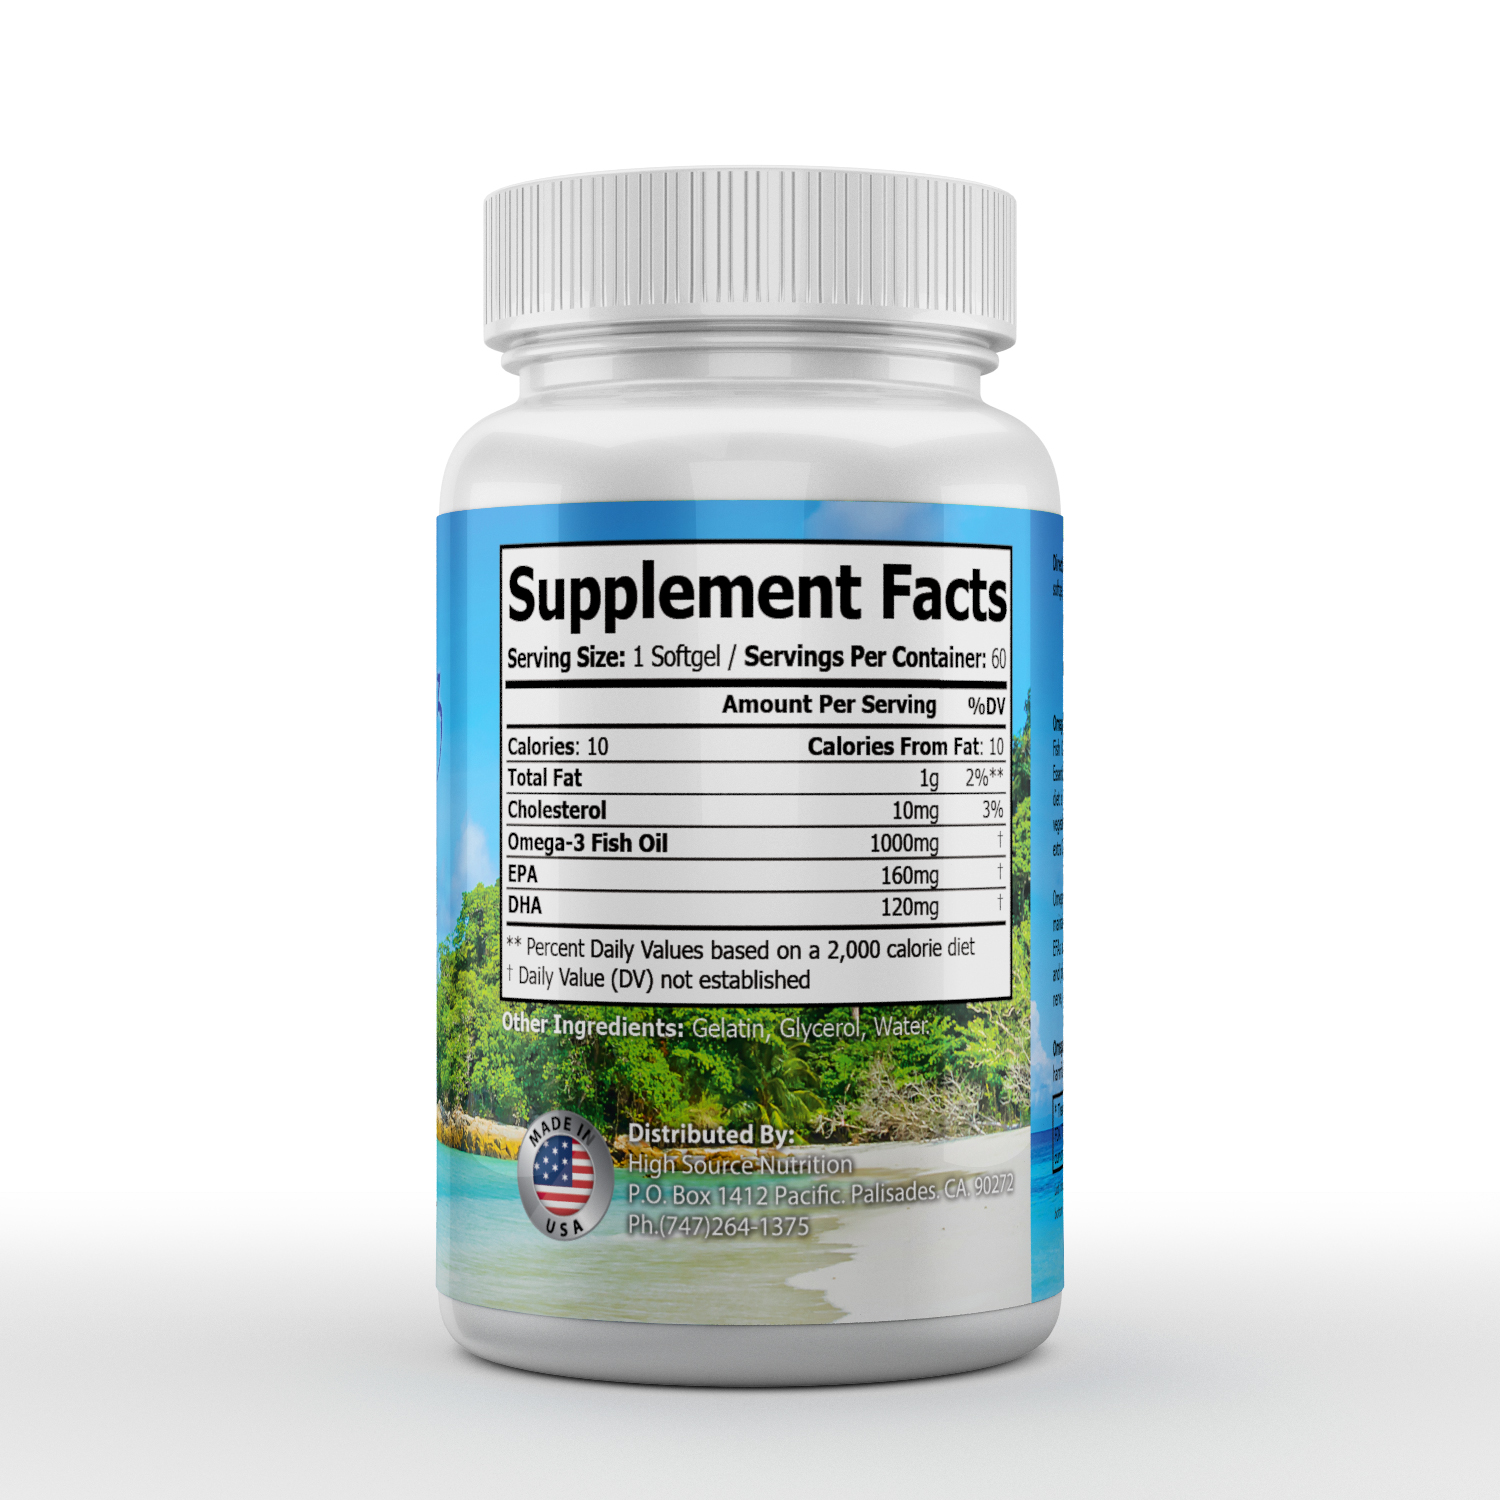 Supplement Facts
Serving Size: 1 Softgel / Servings Per Container: 60
Amount Per Serving %DV
Calories: 10 Calories From Fat: 10
Total Fat 1g 2%**
Cholesterol 10mg 3%
Omega-3 Fish Oil 1000mg †
EPA 160mg †
DHA 120mg †
** Percent Daily Values based on a 2,000 calorie diet
† Daily Value (DV) not established
Other Ingredients: Gelatin, Glycerol, Water.
MADE IN
USA
Distributed By:
High Source Nutrition
P.O. Box 1412 Pacific. Palisades. CA. 90272
Ph.(747)264-1375